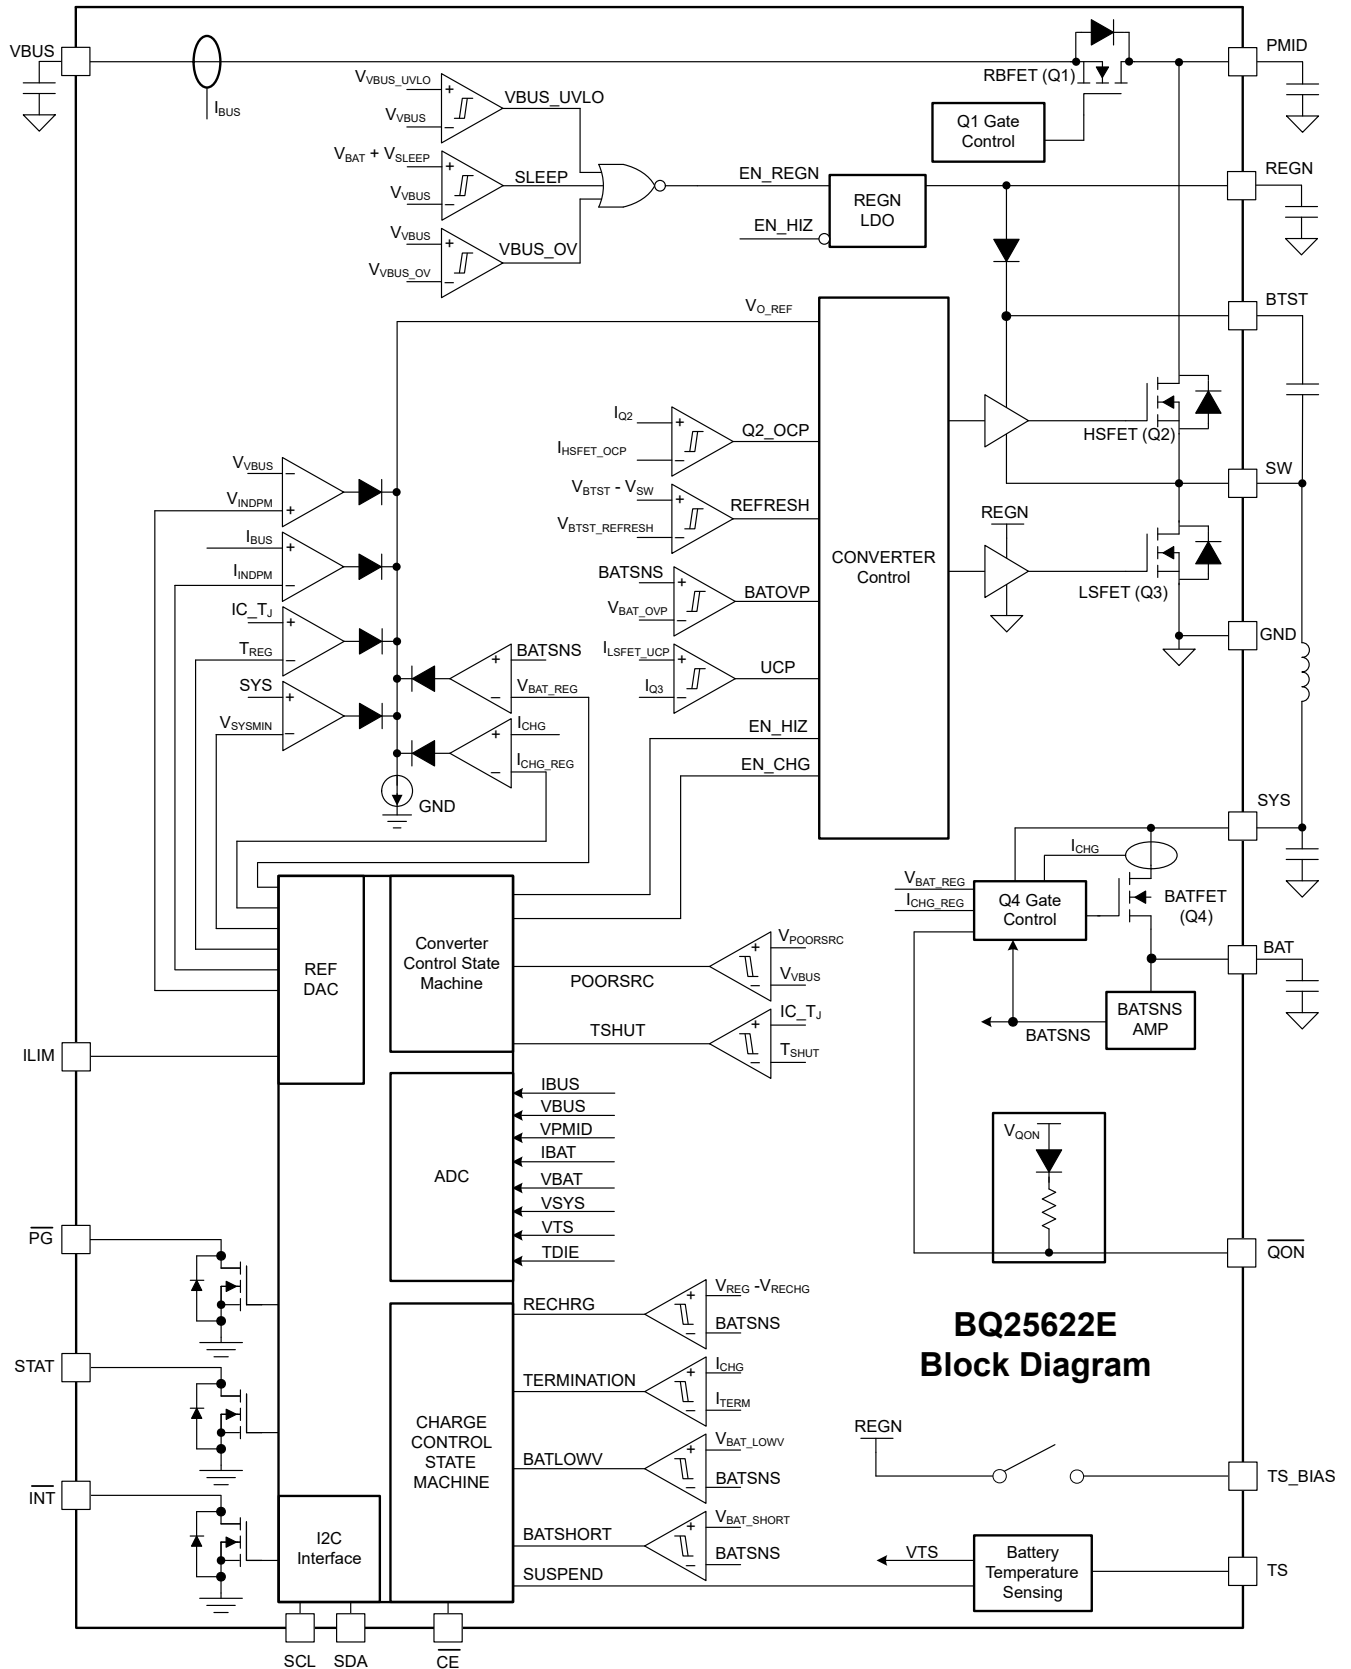 VBUS
IBUS
VVBUS_UVLO
VVBUS
VBUS_UVLO
VBAT + VSLEEP
VVBUS
SLEEP
VVBUS
VVBUS_OV
VBUS_OV
EN_REGN
EN_HIZ
REGN
LDO
RBFET (Q1)
Q1 Gate
Control
PMID
REGN
BTST
VO_REF
IQ2
IHSFET_OCP
Q2_OCP
VBTST - VSW
VBTST_REFRESH
REFRESH
BATSNS
VBAT_OVP
BATOVP
ILSFET_UCP
IQ3
UCP
EN_HIZ
EN_CHG
CONVERTER
Control
HSFET (Q2)
SW
REGN
LSFET (Q3)
GND
VVBUS
VINDPM
IBUS
IINDPM
IC_TJ
TREG
SYS
VSYSMIN
BATSNS
VBAT_REG
ICHG
ICHG_REG
GND
SYS
ICHG
VBAT_REG
ICHG_REG
Q4 Gate
Control
BATFET
(Q4)
BAT
BATSNS
AMP
BATSNS
REF
DAC
Converter
Control State
Machine
POORSRC
VPOORSRC
VVBUS
TSHUT
IC_TJ
TSHUT
ILIM
ADC
IBUS
VBUS
VPMID
IBAT
VBAT
VSYS
VTS
TDIE
VQON
QON
PG
STAT
INT
CHARGE
CONTROL
STATE
MACHINE
RECHRG
VREG -VRECHG
BATSNS
TERMINATION
ICHG
ITERM
BATLOWV
VBAT_LOWV
BATSNS
BATSHORT
VBAT_SHORT
BATSNS
SUSPEND
BQ25622E
Block Diagram
REGN
TS_BIAS
VTS
Battery
Temperature
Sensing
TS
I2C
Interface
SCL
SDA
CE